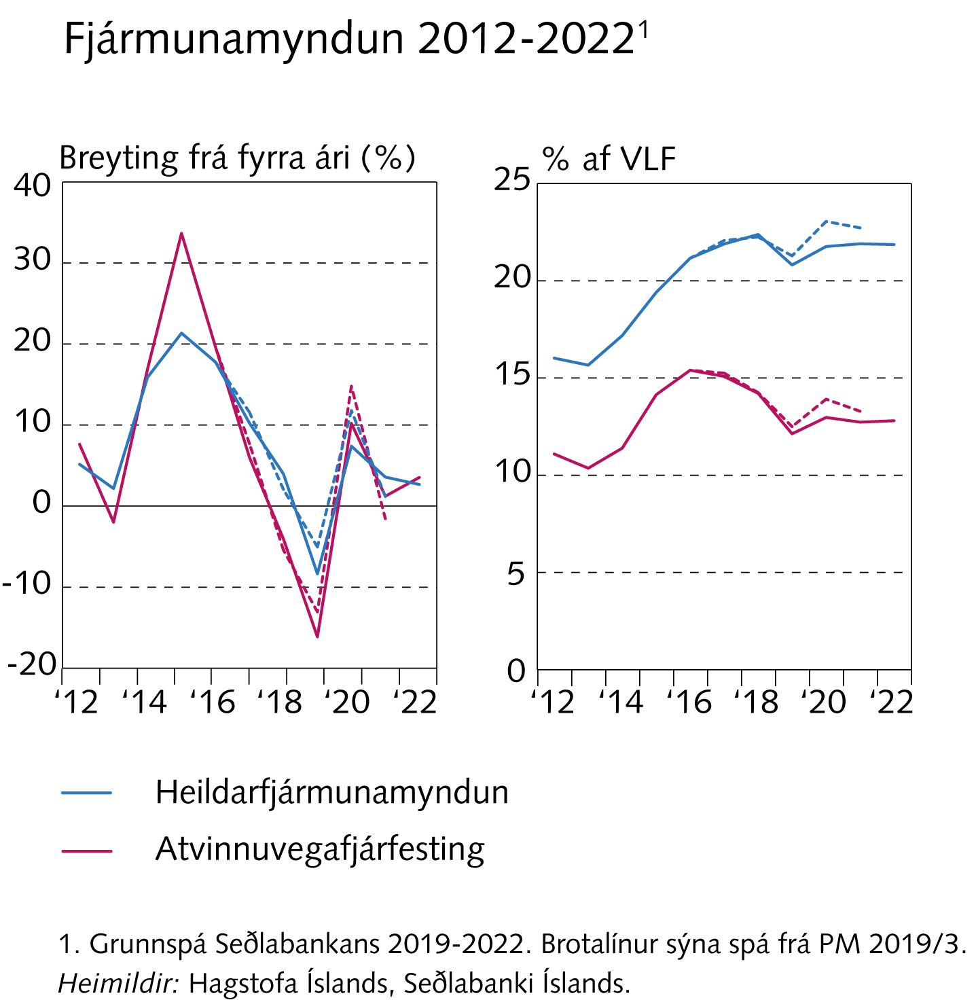 Fjármunamyndun 2012-2022¹
Breyting frá fyrra ári (%)
40
30
20
10
0
-10
-20
‘12 ‘14 ‘16 ‘18 ‘20 ‘22
% af VLF
25
20
15
10
5
0
‘12 ‘14 ‘16 ‘18 ‘20 ‘22
Heildarfjármunamyndun
Atvinnuvegafjárfesting
1. Grunnspá Seðlabankans 2019-2022. Brotalínur sýna spá frá PM 2019/3.
Heimildir: Hagstofa Íslands, Seðlabanki Íslands.